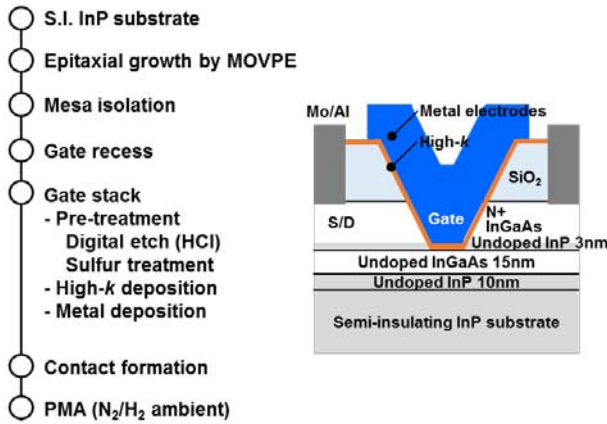 S.I. InP substrate
Epitaxial growth by MOVPE
Mesa isolation
Gate recess
Gate stack
- Pre-treatment
Digital etch (HCl)
Sulfur treatment
- High-k deposition
- Metal deposition
Contact formation
PMA (N₂/H₂ ambient)
Mo/Al
Metal electrodes
High-k
SiO₂
S/D
Gate
N+
InGaAs
Undoped InP 3nm
Undoped InGaAs 15nm
Undoped InP 10nm
Semi-insulating InP substrate